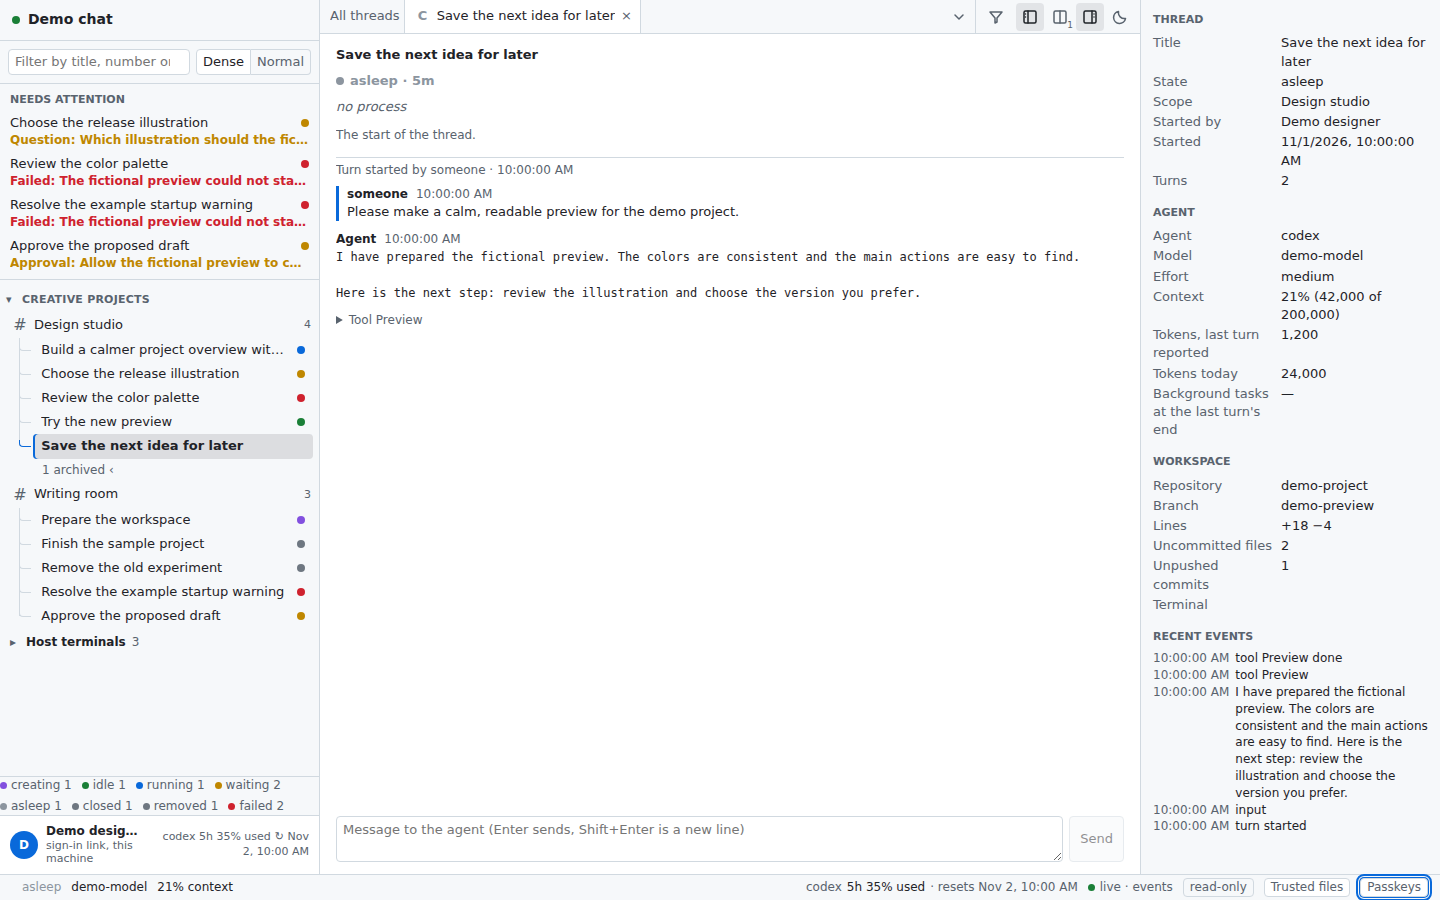 Demo chat
Filter by title, number o
Dense
Normal
NEEDS ATTENTION
Choose the release illustration
Question: Which illustration should the fic…
Review the color palette
Failed: The fictional preview could not sta…
Resolve the example startup warning
Failed: The fictional preview could not sta…
Approve the proposed draft
Approval: Allow the fictional preview to c…
CREATIVE PROJECTS
# Design studio 4
Build a calmer project overview wit…
Choose the release illustration
Review the color palette
Try the new preview
Save the next idea for later
1 archived ‹
# Writing room 3
Prepare the workspace
Finish the sample project
Remove the old experiment
Resolve the example startup warning
Approve the proposed draft
Host terminals 3
creating 1 idle 1 running 1 waiting 2
asleep 1 closed 1 removed 1 failed 2
D
Demo desig…
sign-in link, this
machine
codex 5h 35% used ↻ Nov
2, 10:00 AM
All threads
C Save the next idea for later ×
1
Save the next idea for later
asleep · 5m
no process
The start of the thread.
Turn started by someone · 10:00:00 AM
someone 10:00:00 AM
Please make a calm, readable preview for the demo project.
Agent 10:00:00 AM
I have prepared the fictional preview. The colors are consistent and the main actions are easy to find.
Here is the next step: review the illustration and choose the version you prefer.
Tool Preview
Message to the agent (Enter sends, Shift+Enter is a new line)
Send
THREAD
Title Save the next idea for
later
State asleep
Scope Design studio
Started by Demo designer
Started 11/1/2026, 10:00:00
AM
Turns 2
AGENT
Agent codex
Model demo-model
Effort medium
Context 21% (42,000 of
200,000)
Tokens, last turn 1,200
reported
Tokens today 24,000
Background tasks —
at the last turn's
end
WORKSPACE
Repository demo-project
Branch demo-preview
Lines +18 −4
Uncommitted files 2
Unpushed 1
commits
Terminal
RECENT EVENTS
10:00:00 AM tool Preview done
10:00:00 AM tool Preview
10:00:00 AM I have prepared the fictional
preview. The colors are
consistent and the main actions
are easy to find. Here is the
next step: review the
illustration and choose the
version you prefer.
10:00:00 AM input
10:00:00 AM turn started
asleep demo-model 21% context
codex 5h 35% used · resets Nov 2, 10:00 AM
live · events
read-only
Trusted files
Passkeys